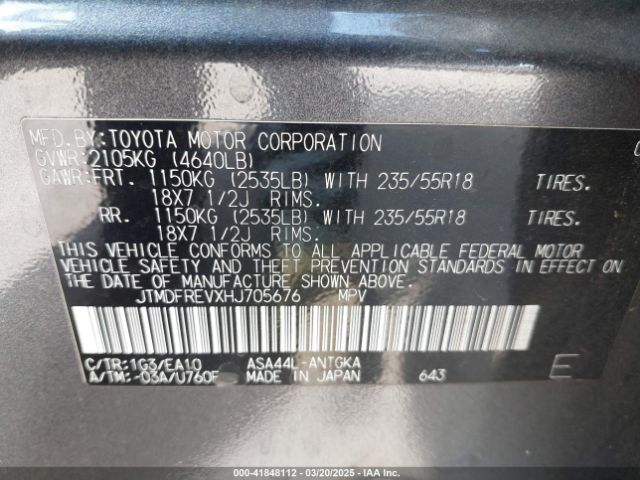 MFD.BY:TOYOTA MOTOR CORPORATION
GVWR:2105KG (4640LB)
GAWR:FRT. 1150KG (2535LB) WITH 235/55R18 TIRES.
18X7 1/2J RIMS.
RR. 1150KG (2535LB) WITH 235/55R18 TIRES.
18X7 1/2J RIMS.
THIS VEHICLE CONFORMS TO ALL APPLICABLE FEDERAL MOTOR
VEHICLE SAFETY AND THEFT PREVENTION STANDARDS IN EFFECT ON
THE DATE OF MANUFACTURE SHOWN ABOVE.
JTMDFREVXHJ705676 MPV
C/TR:1G3/EA10 ASA44L-ANTGKA
A/TM:-03A/U760F MADE IN JAPAN 643 E
000-41848112 — 03/20/2025 — IAA, Inc.